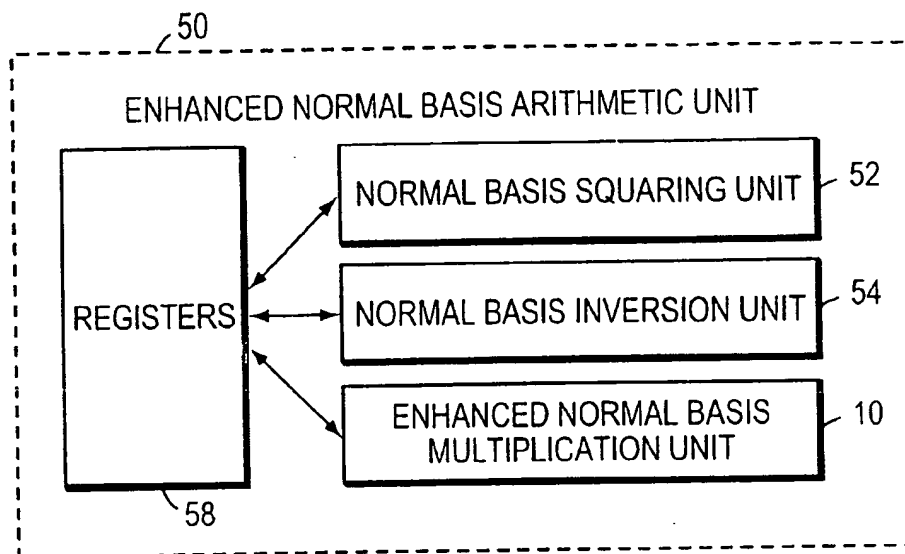 50
ENHANCED NORMAL BASIS ARITHMETIC UNIT
NORMAL BASIS SQUARING UNIT
52
REGISTERS
NORMAL BASIS INVERSION UNIT
54
ENHANCED NORMAL BASIS
MULTIPLICATION UNIT
10
58